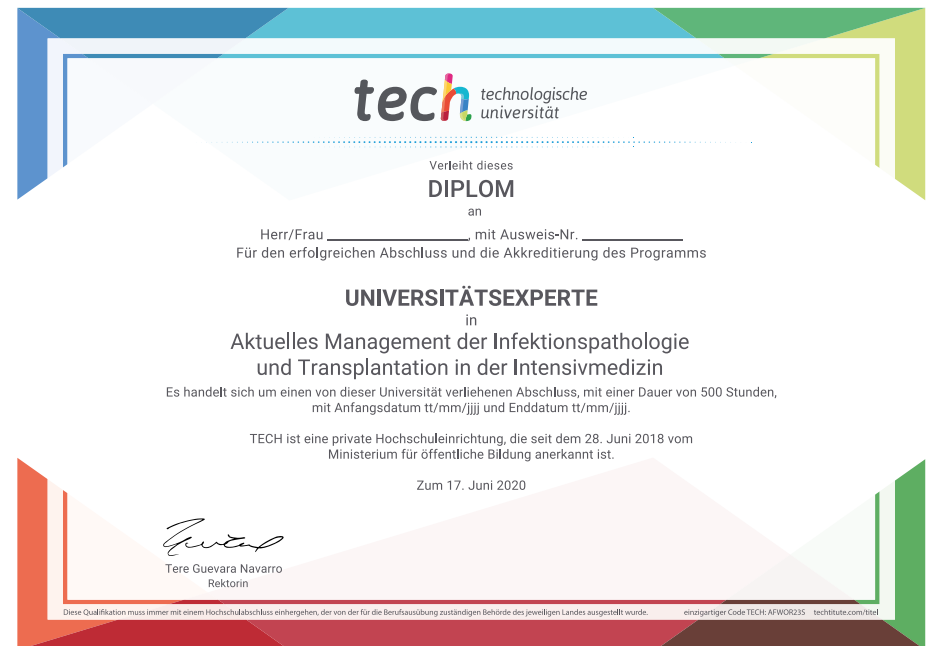 tech technologische
universität
Verleiht dieses
DIPLOM
an
Herr/Frau ____________, mit Ausweis-Nr. ____________
Für den erfolgreichen Abschluss und die Akkreditierung des Programms
UNIVERSITÄTSEXPERTE
in
Aktuelles Management der Infektionspathologie
und Transplantation in der Intensivmedizin
Es handelt sich um einen von dieser Universität verliehenen Abschluss, mit einer Dauer von 500 Stunden,
mit Anfangsdatum tt/mm/jjjj und Enddatum tt/mm/jjjj.
TECH ist eine private Hochschuleinrichtung, die seit dem 28. Juni 2018 vom
Ministerium für öffentliche Bildung anerkannt ist.
Zum 17. Juni 2020
Tere Guevara Navarro
Rektorin
Diese Qualifikation muss immer mit einem Hochschulabschluss einhergehen, der von der für die Berufsausübung zuständigen Behörde des jeweiligen Landes ausgestellt wurde. einzigartiger Code TECH: AFWOR23S techtitute.com/titel